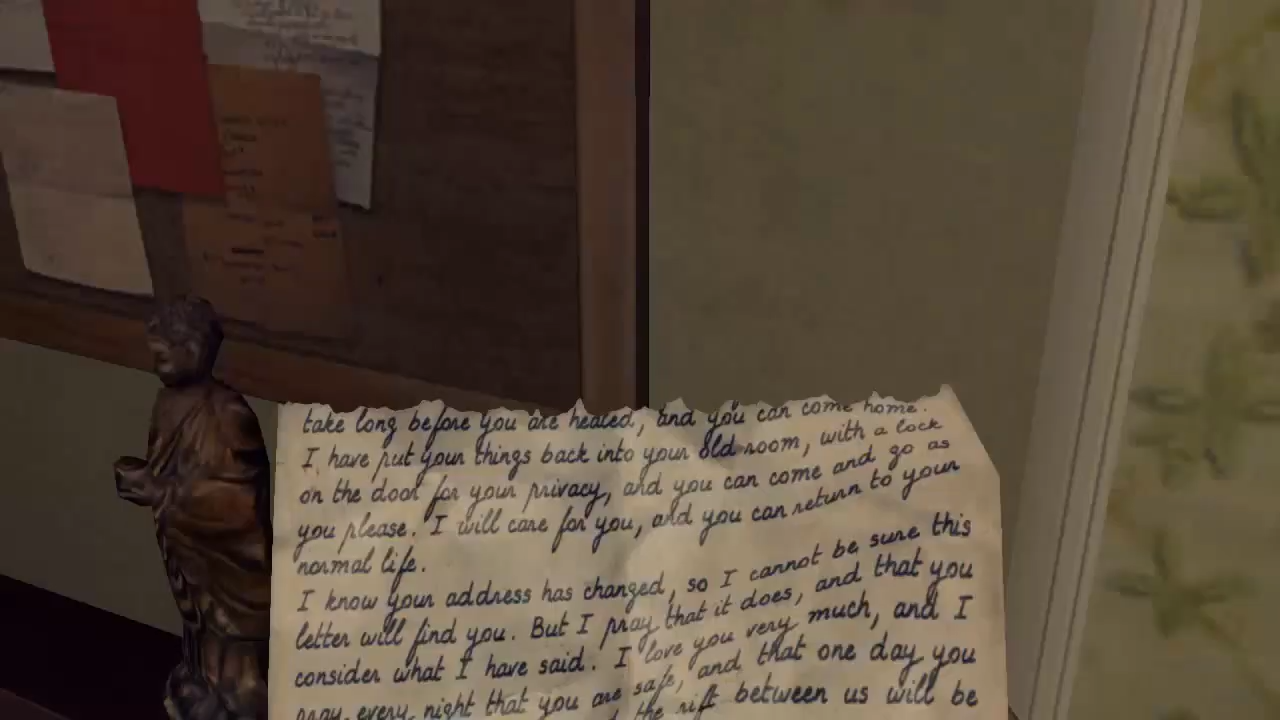 take long before you are healed, and you can come home.
I have put your things back into your old room, with a lock
on the door for your privacy, and you can come and go as
you please. I will care for you, and you can return to your
normal life.
I know your address has changed, so I cannot be sure this
letter will find you. But I pray that it does, and that you
consider what I have said. I love you very much, and I
pray every night that you are safe, and that one day you
the rift between us will be